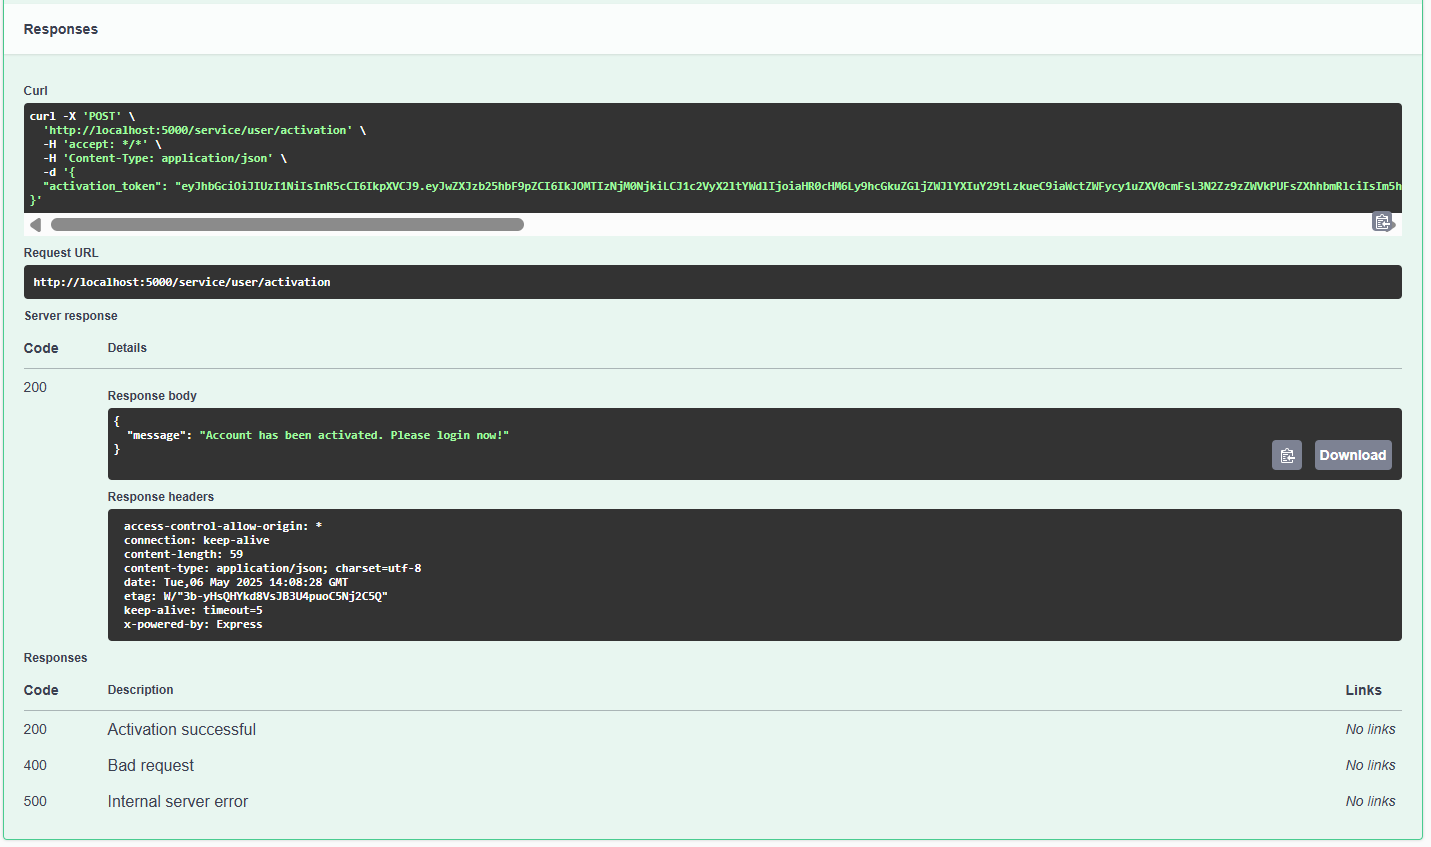 Responses
Curl
curl -X 'POST' \
'http://localhost:5000/service/user/activation' \
-H 'accept: */*' \
-H 'Content-Type: application/json' \
-d '{
"activation_token": "eyJhbGciOiJIUzI1NiIsInR5cCI6IkpXVCJ9.eyJwZXJzb25hbF9pZCI6IkJOMTIzNjM0NjkiLCJ1c2VyX2ltYWdlIjoiaHR0cHM6Ly9hcGkuZGljZWJlYXIuY29tLzkueC9iaWctZWFycy1uZXV0cmFsL3N2Zz9zZWVkPUFsZXhhbmRlciIsIm5h
}'
Request URL
http://localhost:5000/service/user/activation
Server response
Code Details
200
Response body
{
"message": "Account has been activated. Please login now!"
}
Download
Response headers
access-control-allow-origin: *
connection: keep-alive
content-length: 59
content-type: application/json; charset=utf-8
date: Tue,06 May 2025 14:08:28 GMT
etag: W/"3b-yHsQHYkd8VsJB3U4puoC5Nj2C5Q"
keep-alive: timeout=5
x-powered-by: Express
Responses
Code Description Links
200 Activation successful No links
400 Bad request No links
500 Internal server error No links